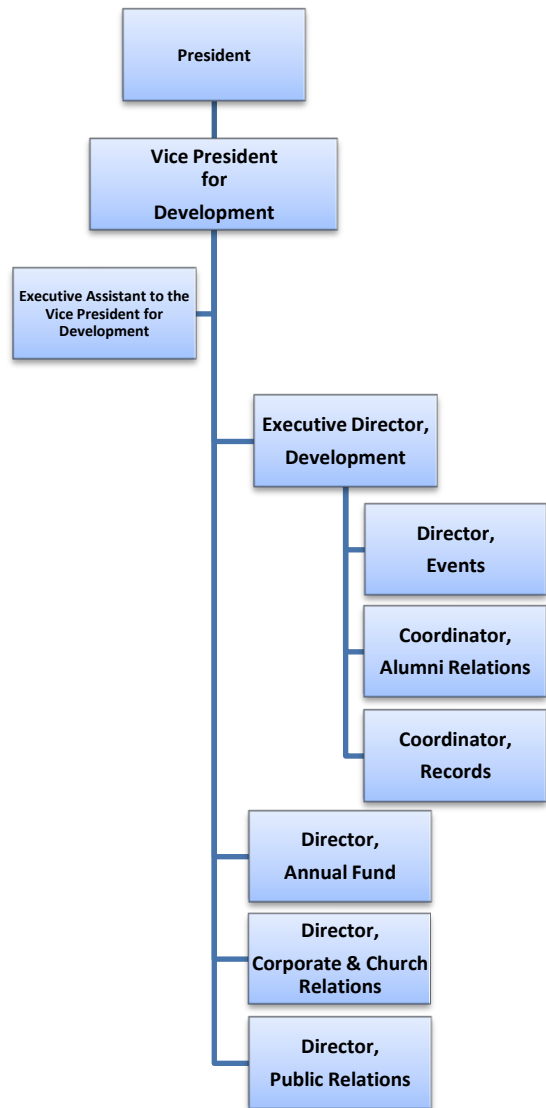 President
Vice President
for
Development
Executive Assistant to the
Vice President for
Development
Executive Director,
Development
Director,
Events
Coordinator,
Alumni Relations
Coordinator,
Records
Director,
Annual Fund
Director,
Corporate & Church
Relations
Director,
Public Relations